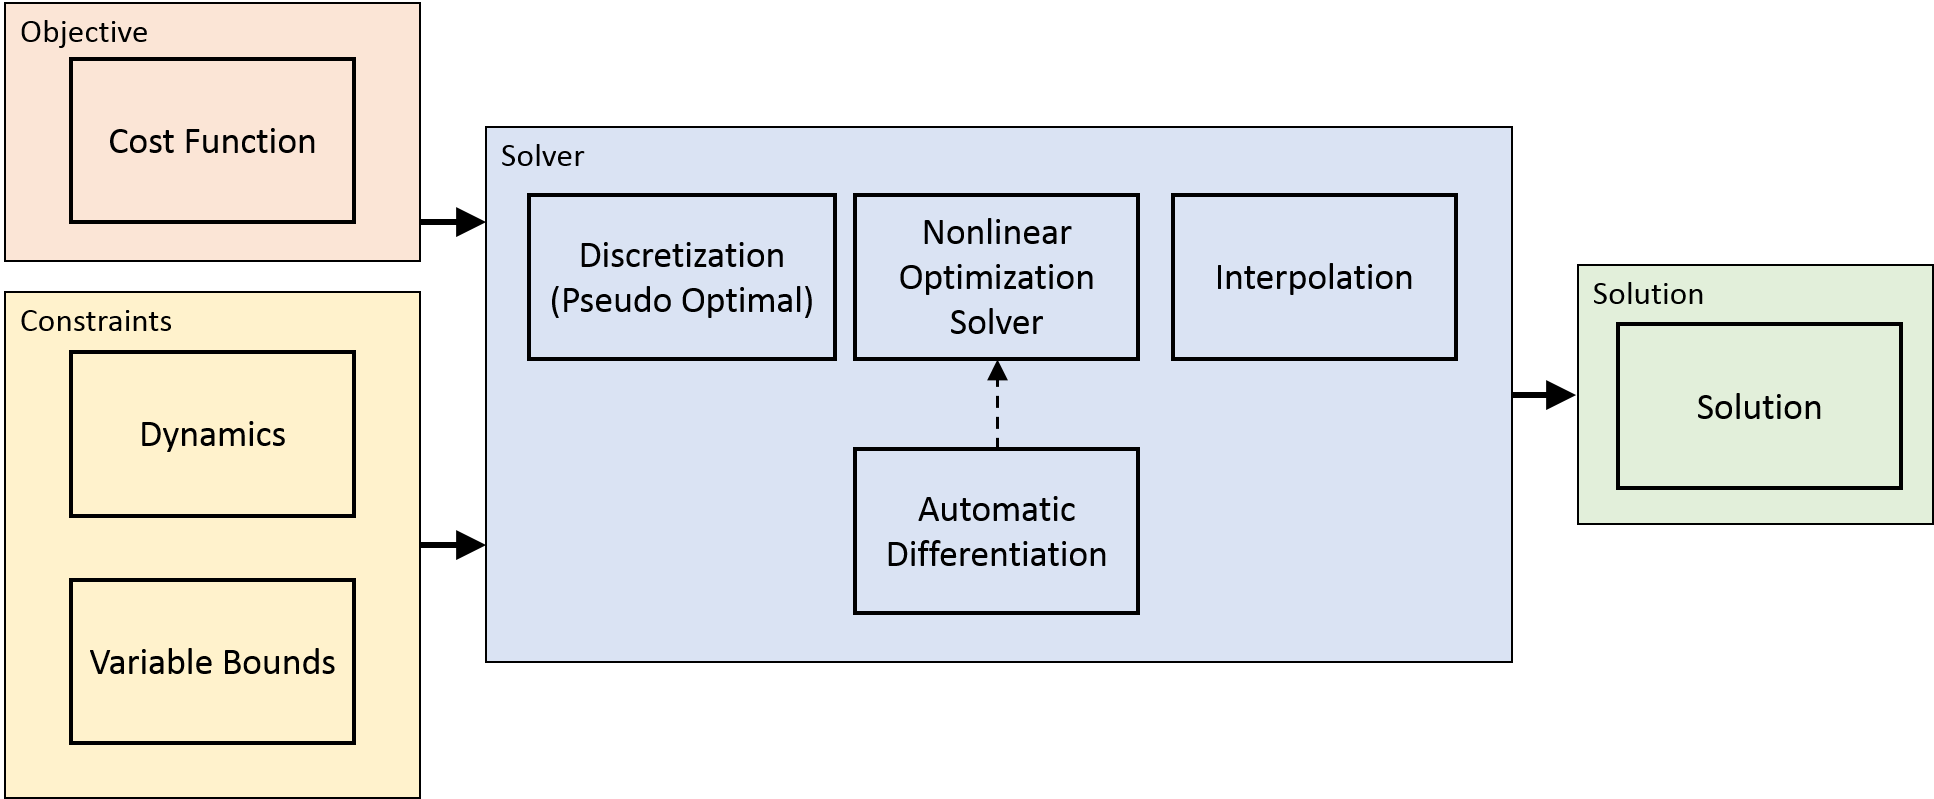 Objective
Cost Function
Constraints
Dynamics
Variable Bounds
Solver
Discretization
(Pseudo Optimal)
Nonlinear
Optimization
Solver
Interpolation
Automatic
Differentiation
Solution
Solution